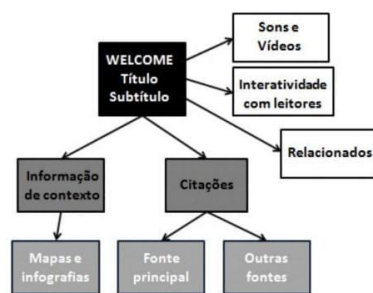 WELCOME
Título
Subtítulo
Sons e
Vídeos
Interatividade
com leitores
Relacionados
Informação
de contexto
Citações
Mapas e
infografias
Fonte
principal
Outras
fontes